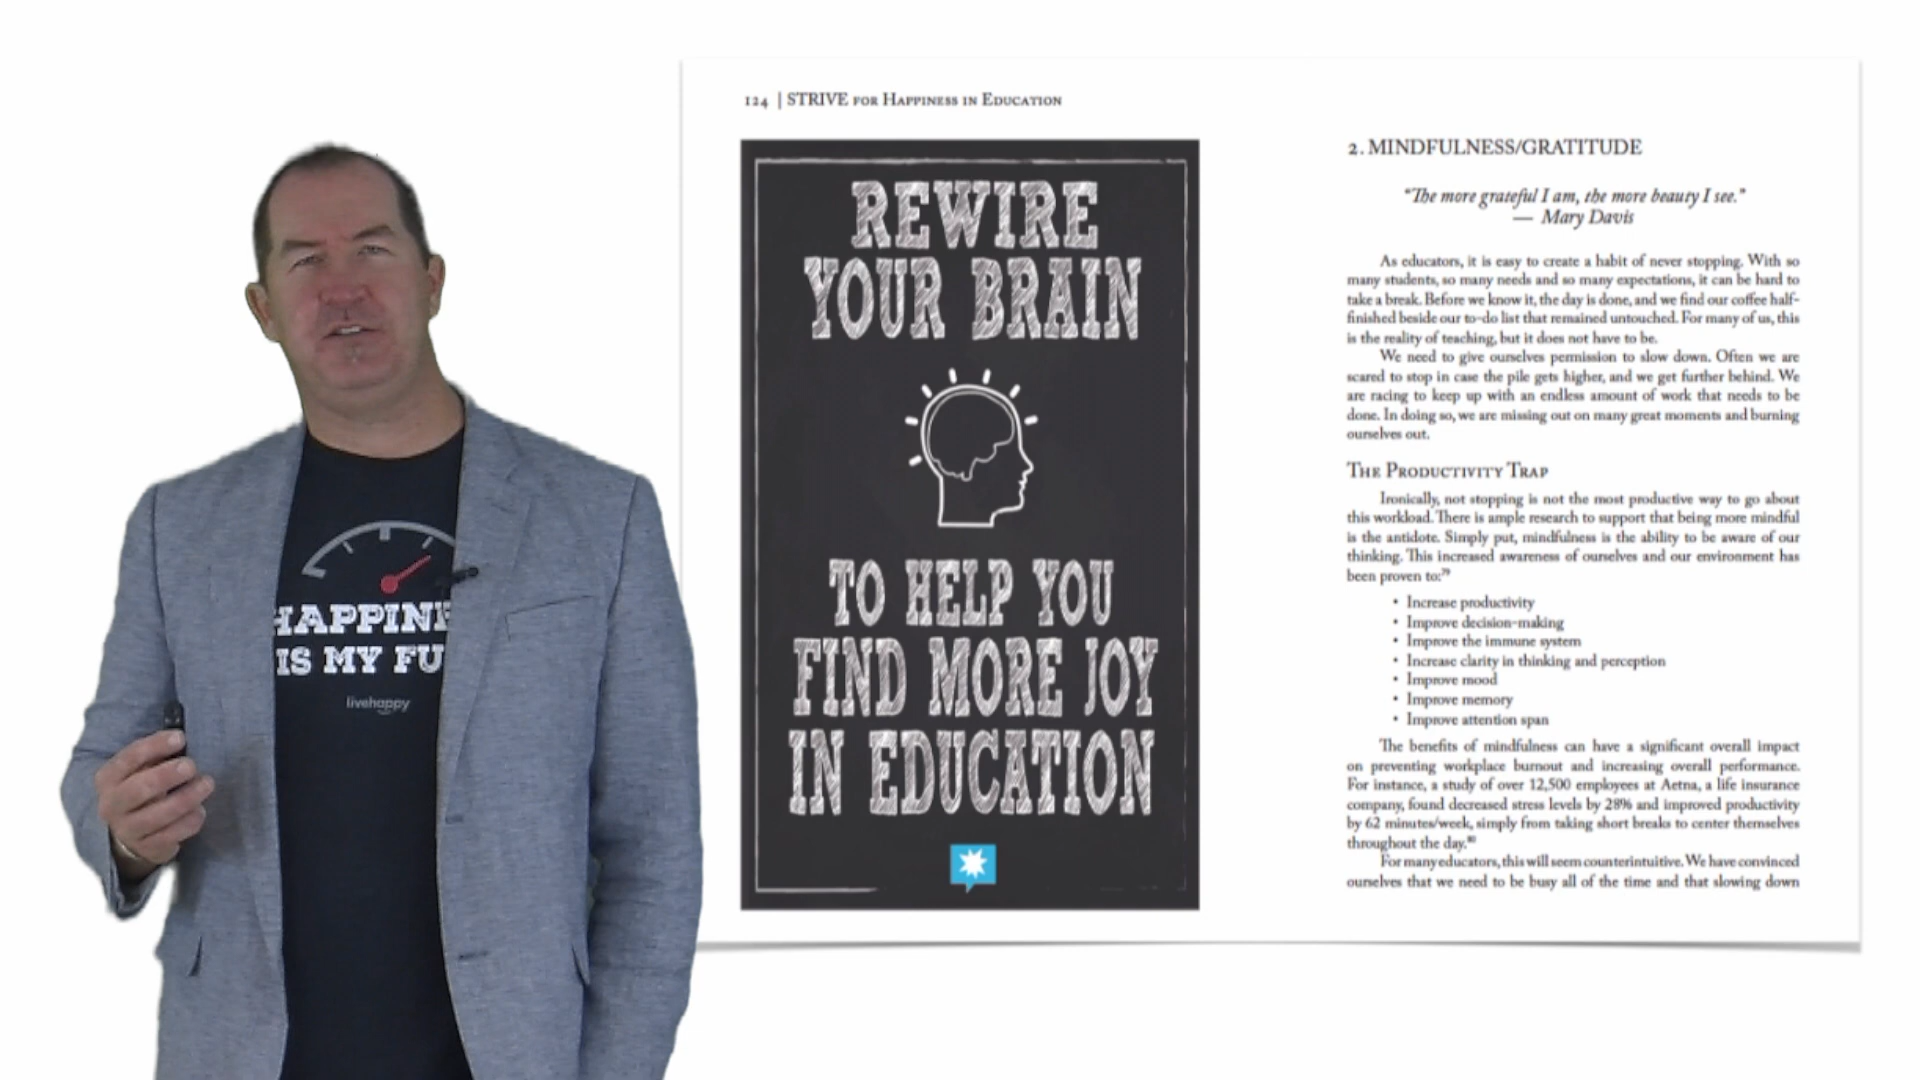 124 | STRIVE for Happiness in Education
REWIRE
YOUR BRAIN
TO HELP YOU
FIND MORE JOY
IN EDUCATION
2. MINDFULNESS/GRATITUDE
"The more grateful I am, the more beauty I see."
— Mary Davis
As educators, it is easy to create a habit of never stopping. With so
many students, so many needs and so many expectations, it can be hard to
take a break. Before we know it, the day is done, and we find our coffee half-
finished beside our to-do list that remained untouched. For many of us, this
is the reality of teaching, but it does not have to be.
We need to give ourselves permission to slow down. Often we are
scared to stop in case the pile gets higher, and we get further behind. We
are racing to keep up with an endless amount of work that needs to be
done. In doing so, we are missing out on many great moments and burning
ourselves out.
The Productivity Trap
Ironically, not stopping is not the most productive way to go about
this workload. There is ample research to support that being more mindful
is the antidote. Simply put, mindfulness is the ability to be aware of our
thinking. This increased awareness of ourselves and our environment has
been proven to:79
• Increase productivity
• Improve decision-making
• Improve the immune system
• Increase clarity in thinking and perception
• Improve mood
• Improve memory
• Improve attention span
The benefits of mindfulness can have a significant overall impact
on preventing workplace burnout and increasing overall performance.
For instance, a study of over 12,500 employees at Aetna, a life insurance
company, found decreased stress levels by 28% and improved productivity
by 62 minutes/week, simply from taking short breaks to center themselves
throughout the day.80
For many educators, this will seem counterintuitive. We have convinced
ourselves that we need to be busy all of the time and that slowing down
HAPPINE
IS MY FU
livehappy